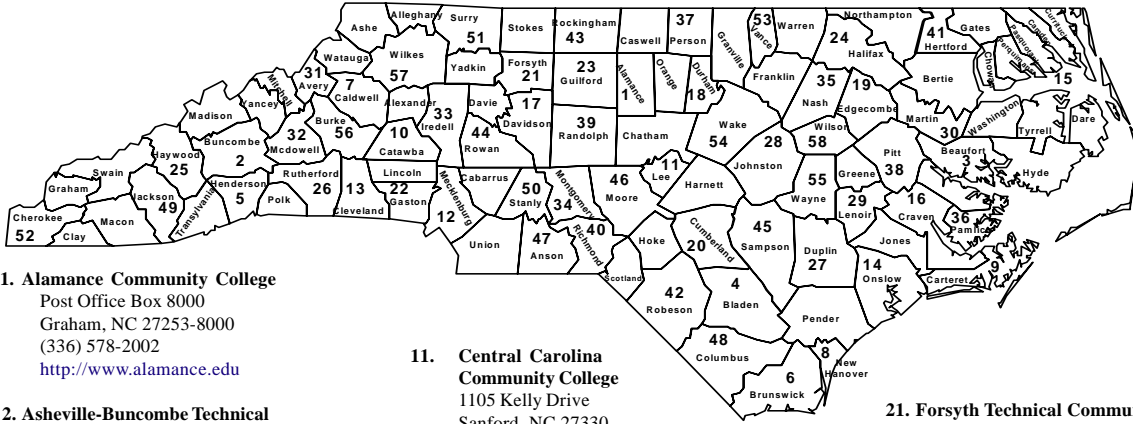 Alleghany
Surry
51
Ashe
Stokes
Rockingham
43
Caswell
37
Person
Granville
53
Vance
Warren
Northampton
24
Halifax
41
Hertford
Gates
Camden
Currituck
Pasquotank
Perquimans
Chowan
15
Watauga
Wilkes
57
Yadkin
Forsyth
21
23
Guilford
Alamance
1
Orange
Durham
18
Franklin
35
Nash
19
Edgecombe
Bertie
Martin
30
Washington
Tyrrell
Dare
Mitchell
31
Avery
7
Caldwell
Alexander
33
Iredell
Davie
17
Davidson
44
Rowan
39
Randolph
Chatham
Wake
54
28
Johnston
Wilson
58
Pitt
38
Beaufort
3
Hyde
Madison
Yancey
32
Mcdowell
Burke
56
10
Catawba
Lincoln
22
Gaston
Haywood
25
Buncombe
2
Swain
Graham
Cherokee
52
Clay
Macon
Jackson
49
Transylvania
Henderson
5
Polk
Rutherford
26
13
Cleveland
Mecklenburg
12
Cabarrus
Union
50
Stanly
47
Anson
Montgomery
34
46
Moore
40
Richmond
11
Lee
Harnett
Hoke
Scotland
Cumberland
20
45
Sampson
55
Wayne
Greene
29
Lenoir
16
Craven
36
Pamlico
Jones
14
Onslow
Carteret
9
Duplin
27
42
Robeson
4
Bladen
Pender
48
Columbus
8
New
Hanover
6
Brunswick
1. Alamance Community College
Post Office Box 8000
Graham, NC 27253-8000
(336) 578-2002
http://www.alamance.edu
2. Asheville-Buncombe Technical
11. Central Carolina
Community College
1105 Kelly Drive
Sanford, NC 27330
21. Forsyth Technical Commu